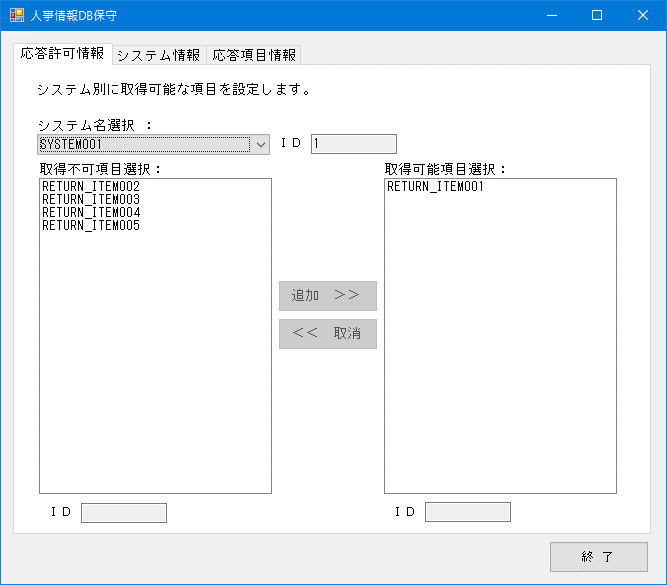 人事情報DB保守
応答許可情報 システム情報 応答項目情報
システム別に取得可能な項目を設定します。
システム名選択 ：
SYSTEM001 ＩＤ 1
取得不可項目選択： 取得可能項目選択：
RETURN_ITEM002 RETURN_ITEM001
RETURN_ITEM003
RETURN_ITEM004
RETURN_ITEM005
追加 ＞＞
＜＜ 取消
ＩＤ ＩＤ
終 了